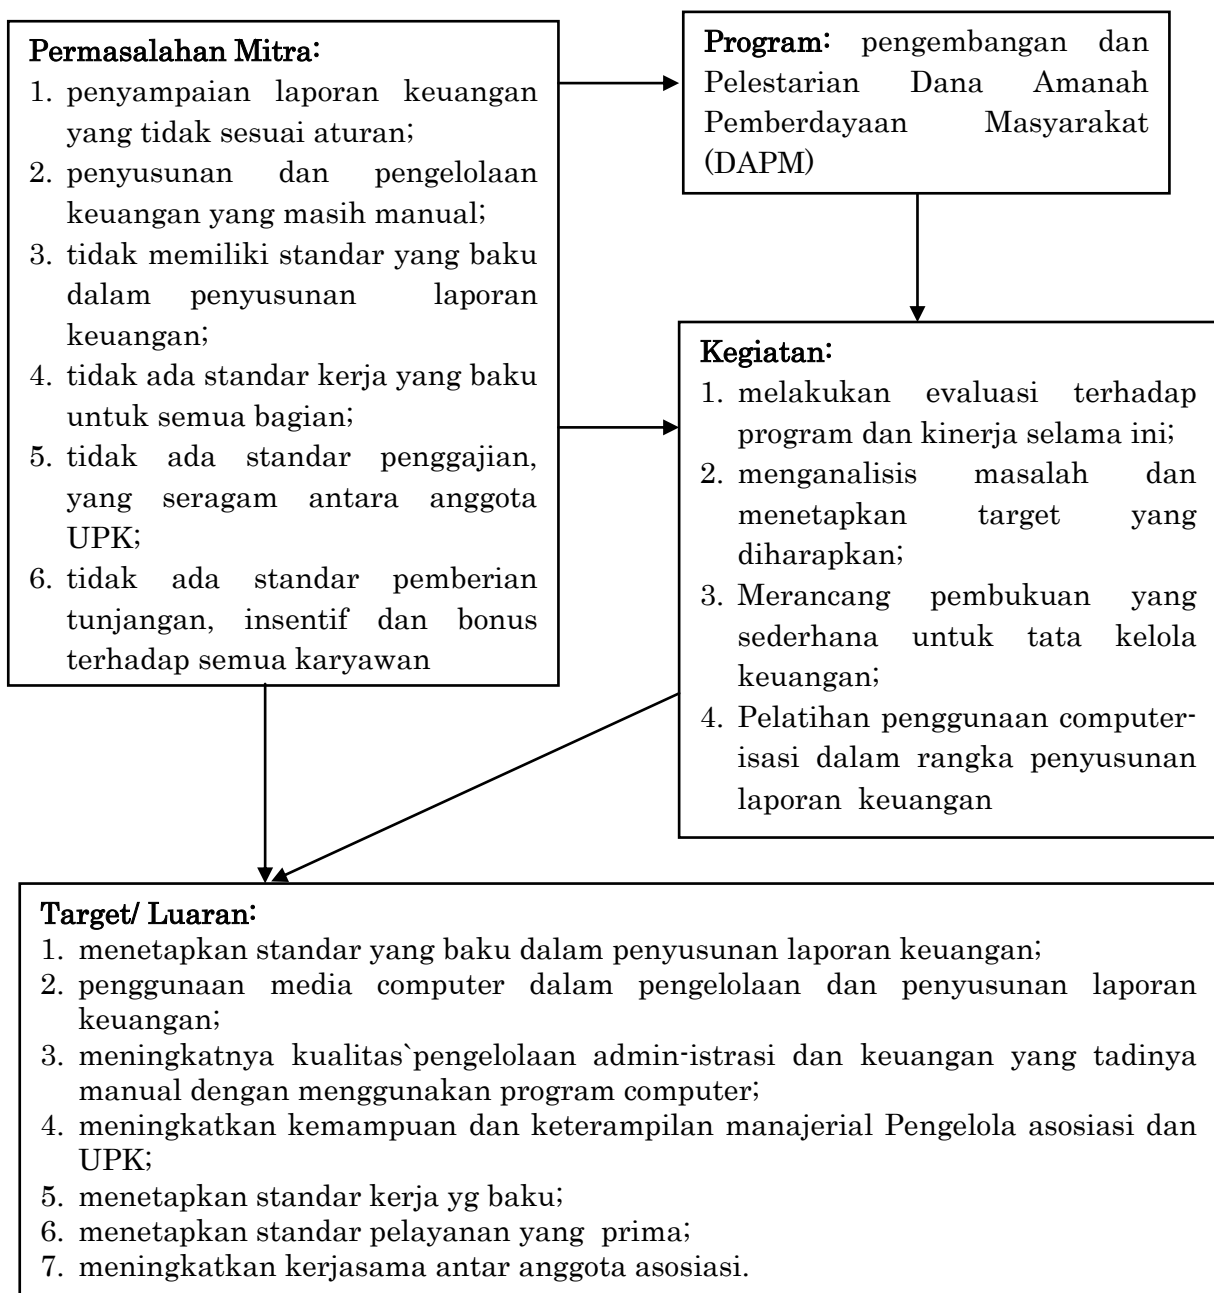 Permasalahan Mitra:
1. penyampaian laporan keuangan
yang tidak sesuai aturan;
2. penyusunan dan pengelolaan
keuangan yang masih manual;
3. tidak memiliki standar yang baku
dalam penyusunan laporan
keuangan;
4. tidak ada standar kerja yang baku
untuk semua bagian;
5. tidak ada standar penggajian,
yang seragam antara anggota
UPK;
6. tidak ada standar pemberian
tunjangan, insentif dan bonus
terhadap semua karyawan
Program: pengembangan dan
Pelestarian Dana Amanah
Pemberdayaan Masyarakat
(DAPM)
Kegiatan:
1. melakukan evaluasi terhadap
program dan kinerja selama ini;
2. menganalisis masalah dan
menetapkan target yang
diharapkan;
3. Merancang pembukuan yang
sederhana untuk tata kelola
keuangan;
4. Pelatihan penggunaan computer-
isasi dalam rangka penyusunan
laporan keuangan
Target/ Luaran:
1. menetapkan standar yang baku dalam penyusunan laporan keuangan;
2. penggunaan media computer dalam pengelolaan dan penyusunan laporan
keuangan;
3. meningkatnya kualitas`pengelolaan admin-istrasi dan keuangan yang tadinya
manual dengan menggunakan program computer;
4. meningkatkan kemampuan dan keterampilan manajerial Pengelola asosiasi dan
UPK;
5. menetapkan standar kerja yg baku;
6. menetapkan standar pelayanan yang prima;
7. meningkatkan kerjasama antar anggota asosiasi.